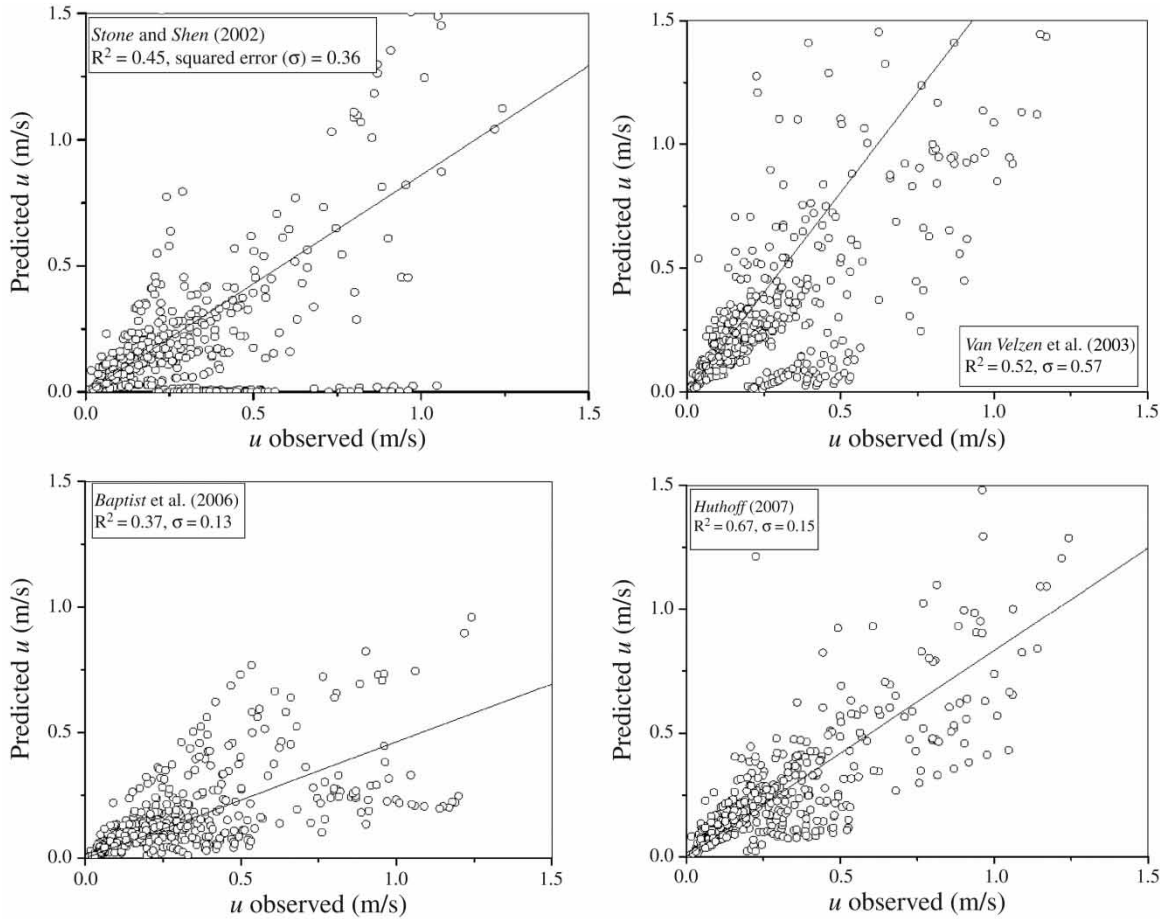 Stone and Shen (2002)
R² = 0.45, squared error (σ) = 0.36
Predicted u (m/s)
1.5
1.0
0.5
0.0
0.0 0.5 1.0 1.5
u observed (m/s)
Van Velzen et al. (2003)
R² = 0.52, σ = 0.57
Predicted u (m/s)
1.5
1.0
0.5
0.0
0.0 0.5 1.0 1.5
u observed (m/s)
Baptist et al. (2006)
R² = 0.37, σ = 0.13
Predicted u (m/s)
1.5
1.0
0.5
0.0
0.0 0.5 1.0 1.5
u observed (m/s)
Huthoff (2007)
R² = 0.67, σ = 0.15
Predicted u (m/s)
1.5
1.0
0.5
0.0
0.0 0.5 1.0 1.5
u observed (m/s)